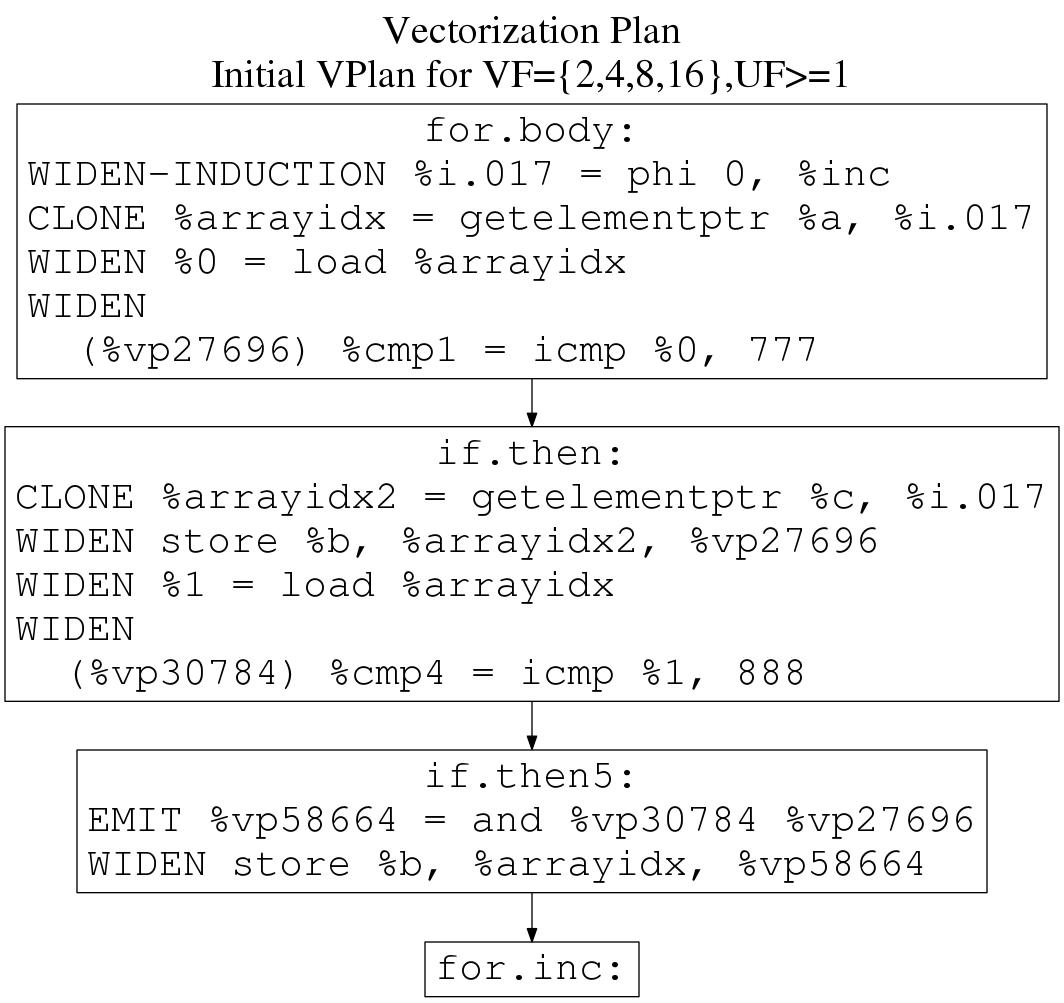 Vectorization Plan
Initial VPlan for VF={2,4,8,16},UF>=1
for.body:
WIDEN-INDUCTION %i.017 = phi 0, %inc
CLONE %arrayidx = getelementptr %a, %i.017
WIDEN %0 = load %arrayidx
WIDEN
(%vp27696) %cmp1 = icmp %0, 777
if.then:
CLONE %arrayidx2 = getelementptr %c, %i.017
WIDEN store %b, %arrayidx2, %vp27696
WIDEN %1 = load %arrayidx
WIDEN
(%vp30784) %cmp4 = icmp %1, 888
if.then5:
EMIT %vp58664 = and %vp30784 %vp27696
WIDEN store %b, %arrayidx, %vp58664
for.inc: